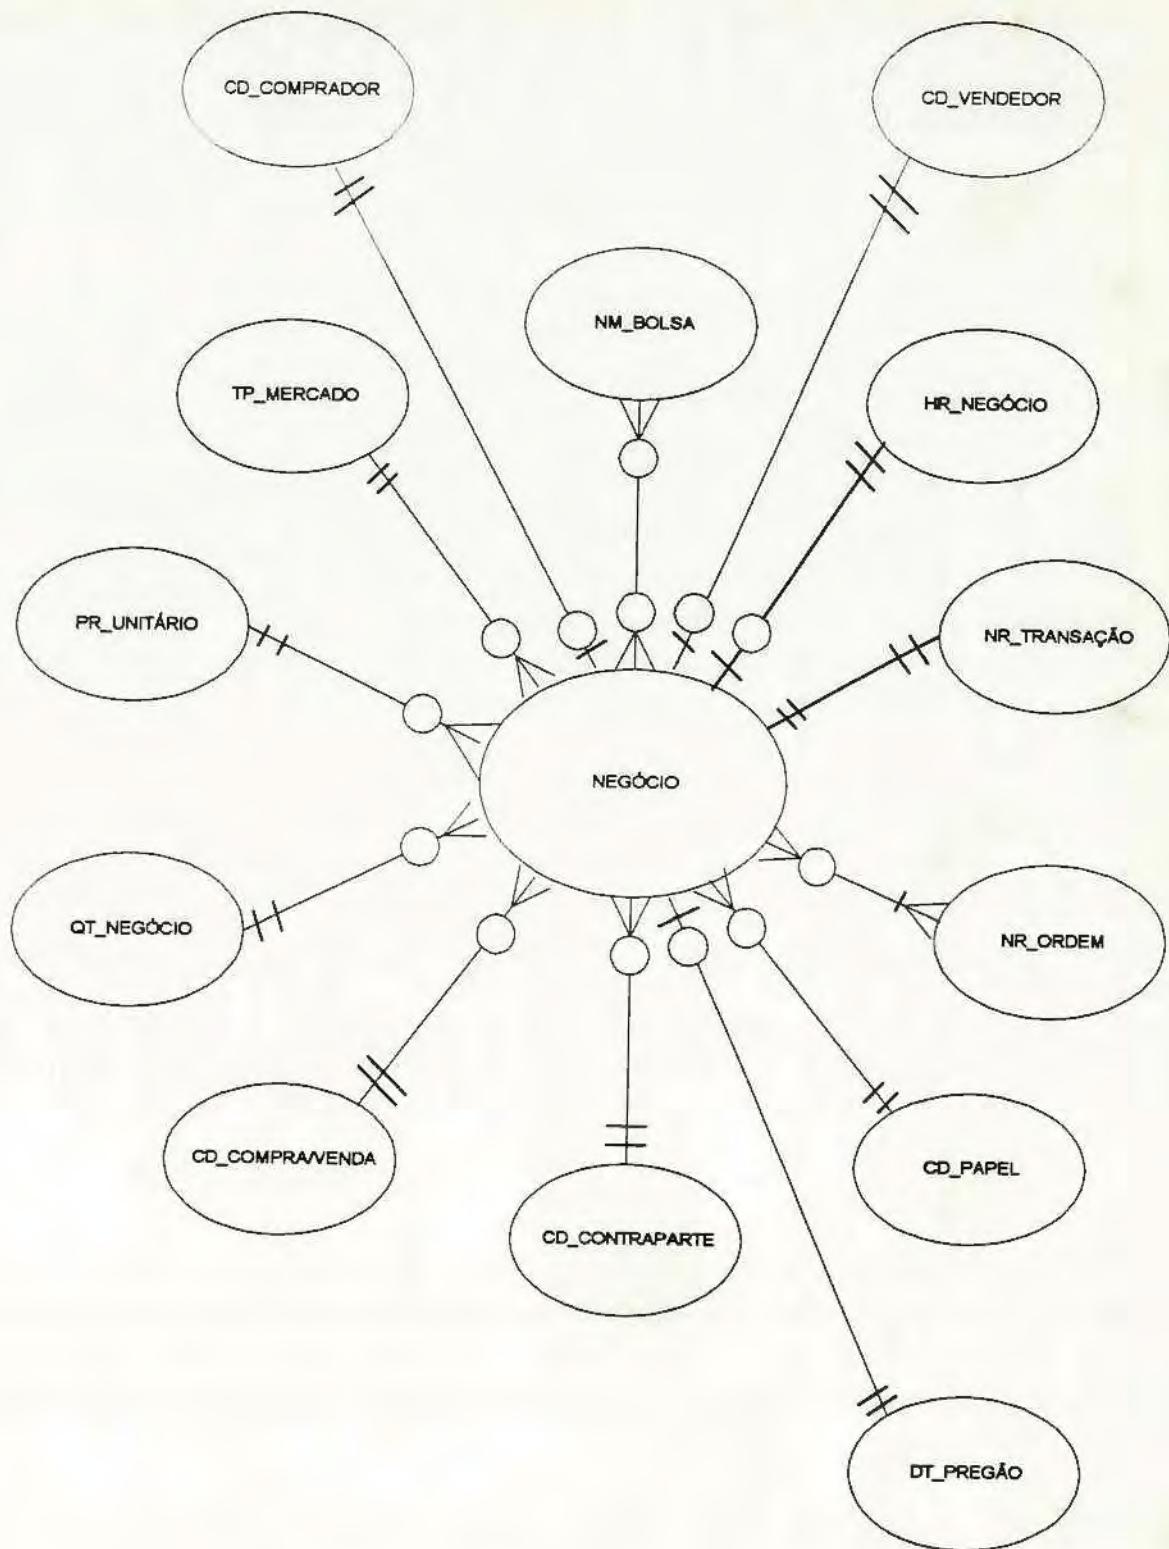 CD_COMPRADOR
CD_VENDEDOR
NM_BOLSA
TP_MERCADO
HR_NEGÓCIO
PR_UNITÁRIO
NR_TRANSAÇÃO
NEGÓCIO
QT_NEGÓCIO
NR_ORDEM
CD_COMPRA/VENDA
CD_PAPEL
CD_CONTRAPARTE
DT_PREGÃO